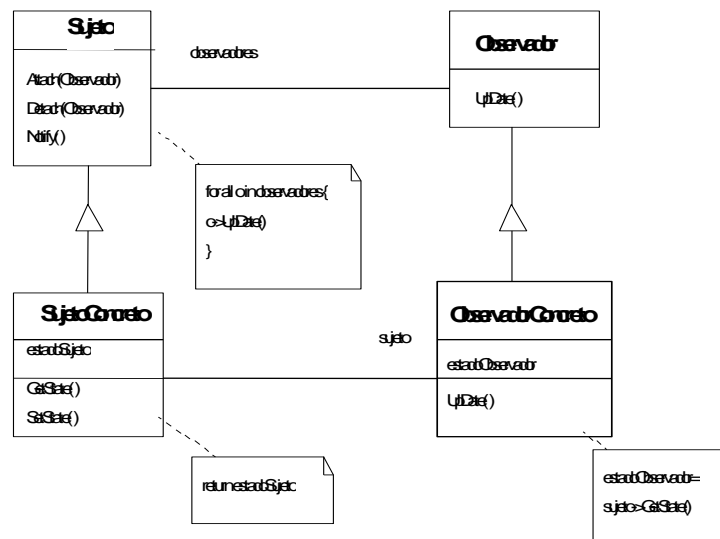 Sujeto
Attach(Observador)
Detach(Observador)
Notify()
observadores
Observador
UpDate()
for all o in observadores {
o->UpDate()
}
SujetoConcreto
estadoSujeto
GetState()
SetState()
sujeto
ObservadorConcreto
estadoObservador
UpDate()
return estadoSujeto
estadoObservador=
sujeto->GetState()